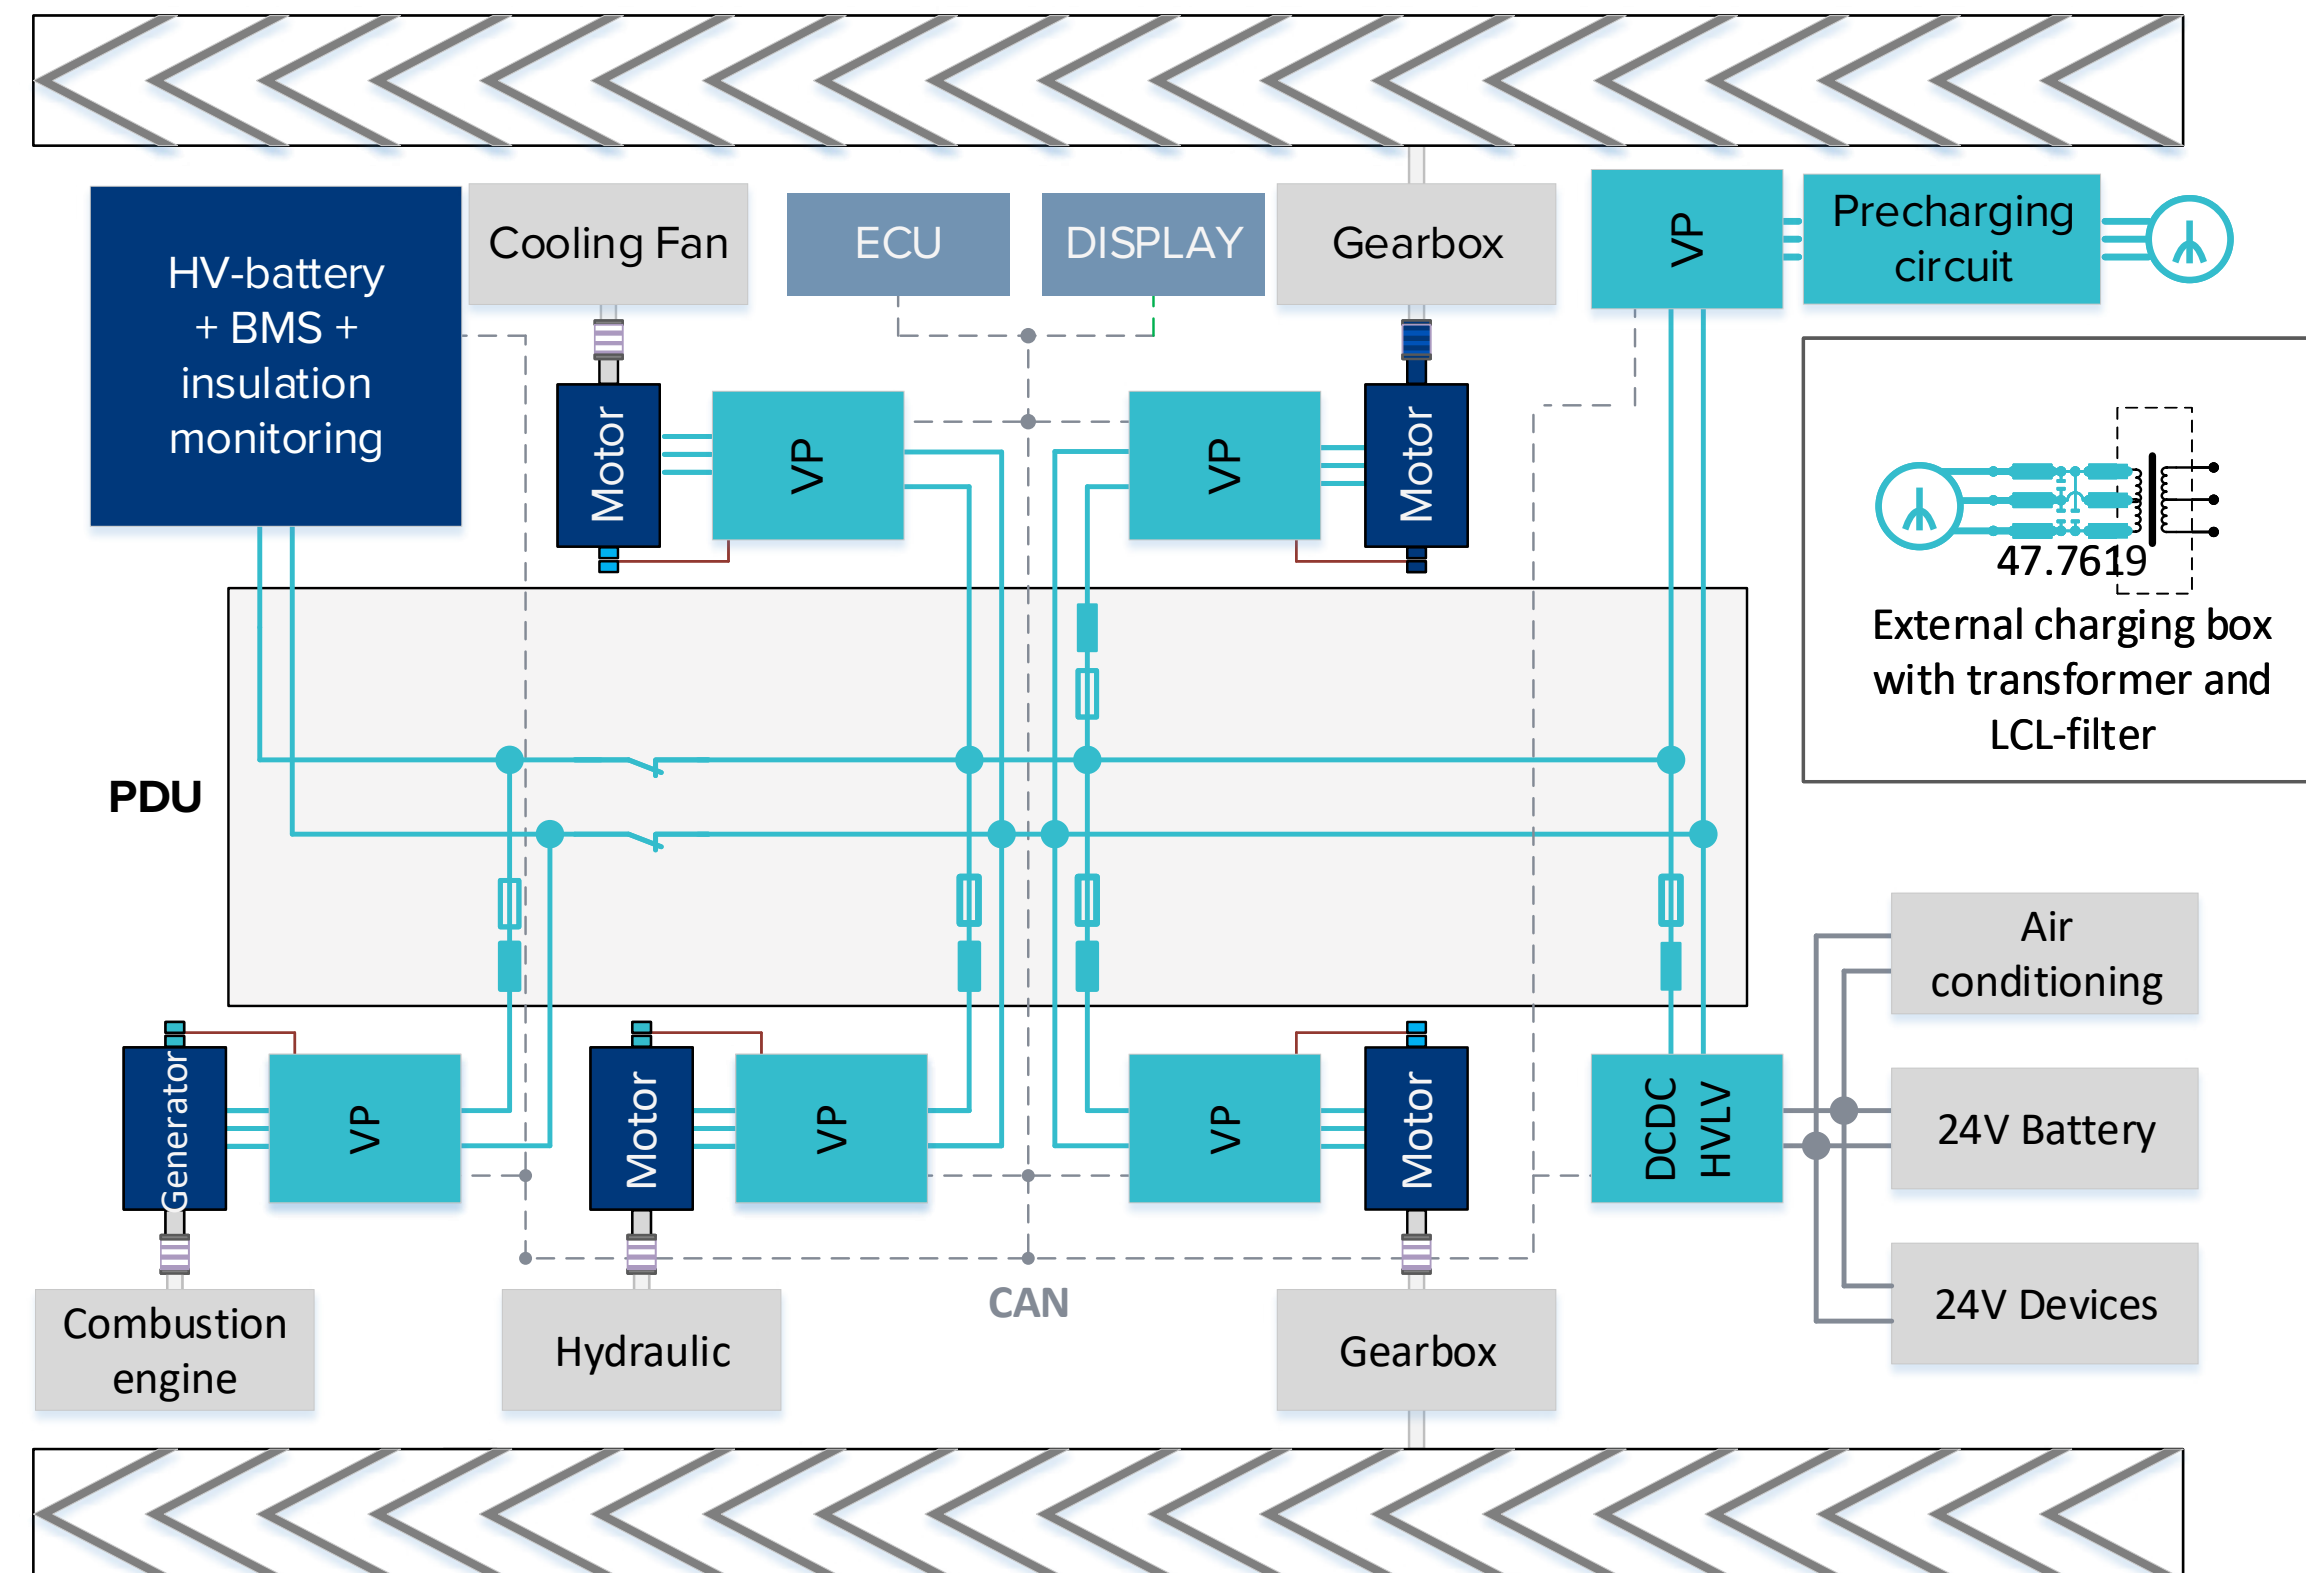 HV-battery
+ BMS +
insulation
monitoring
Cooling Fan
ECU
DISPLAY
Gearbox
VP
Precharging
circuit
Motor
VP
VP
Motor
47.7619
External charging box
with transformer and
LCL-filter
PDU
Generator
VP
Motor
VP
VP
Motor
DCDC
HVLV
Air
conditioning
24V Battery
24V Devices
CAN
Combustion
engine
Hydraulic
Gearbox